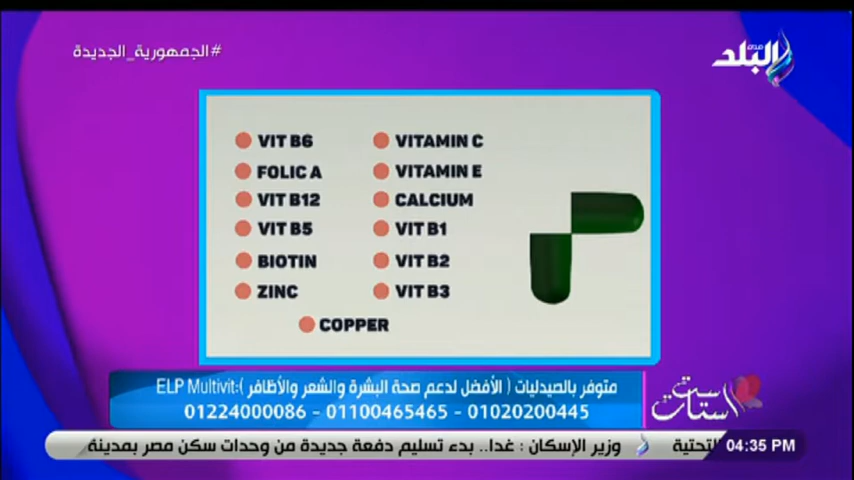 #الجمهورية_الجديدة
صدى البلد
VIT B6
VITAMIN C
FOLIC A
VITAMIN E
VIT B12
CALCIUM
VIT B5
VIT B1
BIOTIN
VIT B2
ZINC
VIT B3
COPPER
متوفر بالصيدليات ( الأفضل لدعم صحة البشرة والشعر والأظافر ):ELP Multivit
01224000086 - 01100465465 - 01020200445
ست الستات
04:35 PM
التحتية وزير الإسكان : غدا.. بدء تسليم دفعة جديدة من وحدات سكن مصر بمدينة